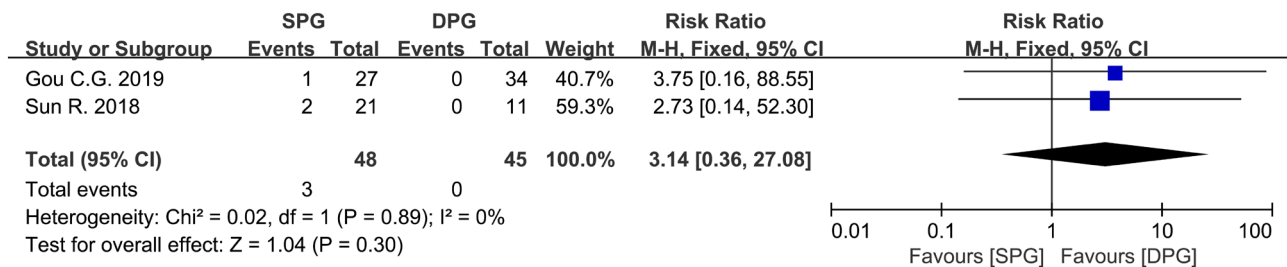 SPG DPG Risk Ratio Risk Ratio
Study or Subgroup Events Total Events Total Weight M-H, Fixed, 95% CI M-H, Fixed, 95% CI
Gou C.G. 2019 1 27 0 34 40.7% 3.75 [0.16, 88.55]
Sun R. 2018 2 21 0 11 59.3% 2.73 [0.14, 52.30]
Total (95% CI) 48 45 100.0% 3.14 [0.36, 27.08]
Total events 3 0
Heterogeneity: Chi² = 0.02, df = 1 (P = 0.89); I² = 0%
Test for overall effect: Z = 1.04 (P = 0.30)
0.01 0.1 1 10 100
Favours [SPG] Favours [DPG]